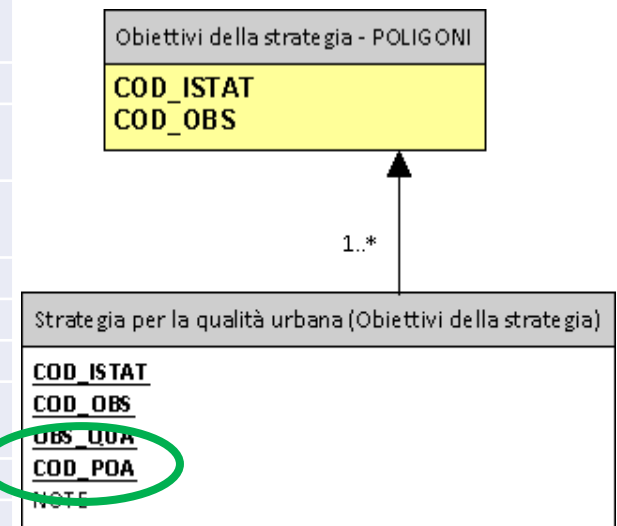 Obiettivi della strategia - POLIGONI
COD_ISTAT
COD_OBS
1..*
Strategia per la qualità urbana (Obiettivi della strategia)
COD_ISTAT
COD_OBS
OBS_QUA
COD_POA
NOTE